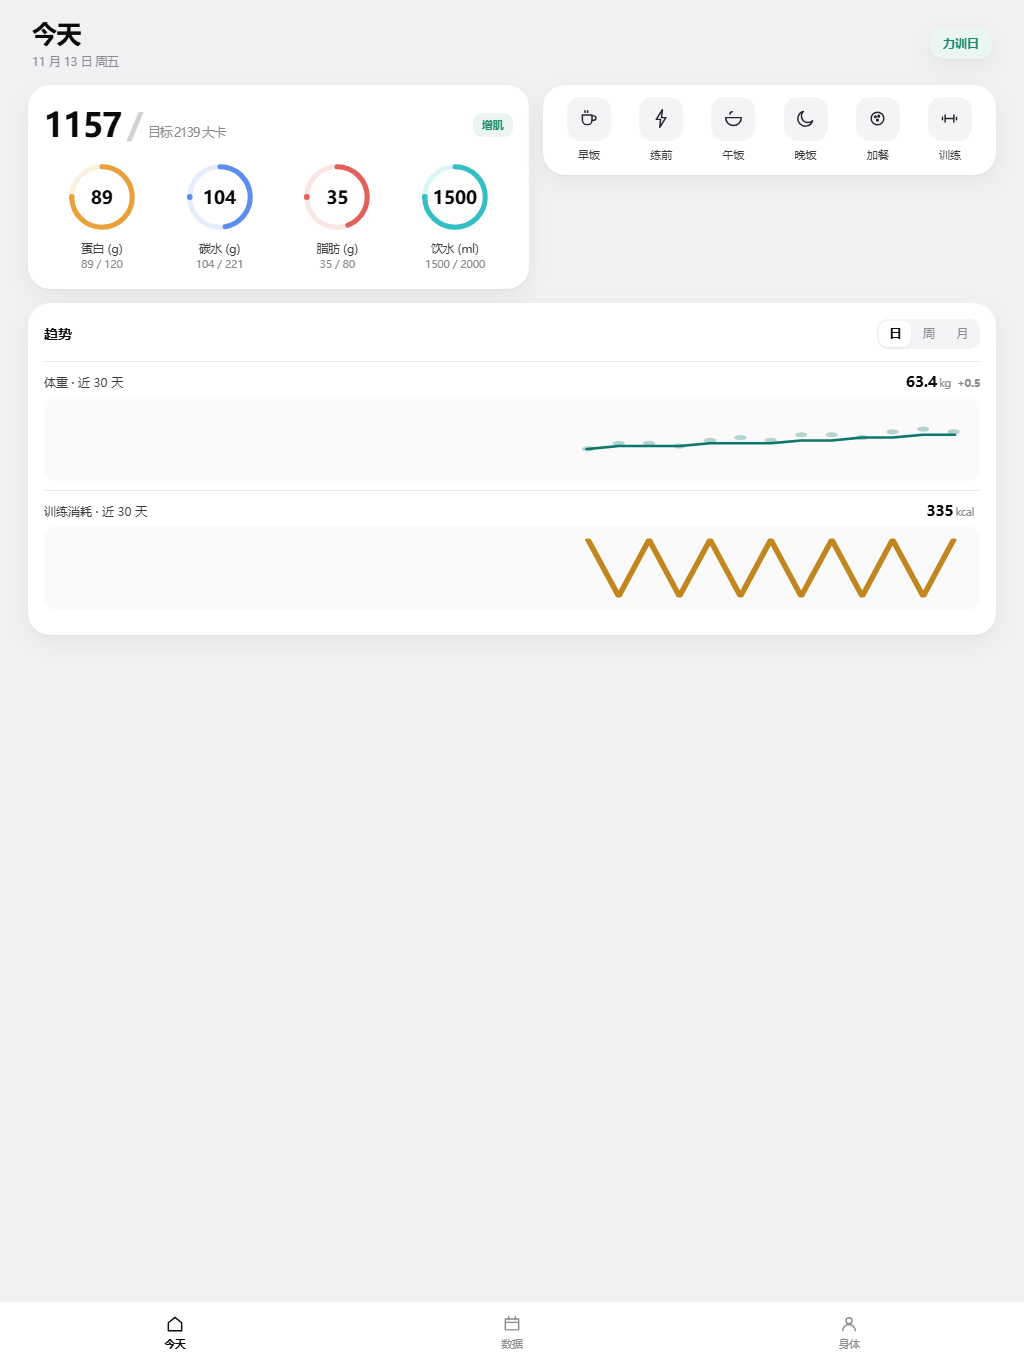 今天
11 月 13 日 周五
力训日
1157 / 目标 2139 大卡
增肌
89
104
35
1500
蛋白 (g)
碳水 (g)
脂肪 (g)
饮水 (ml)
89 / 120
104 / 221
35 / 80
1500 / 2000
早饭
练前
午饭
晚饭
加餐
训练
趋势
日 周 月
体重 · 近 30 天
63.4 kg +0.5
训练消耗 · 近 30 天
335 kcal
今天
数据
身体